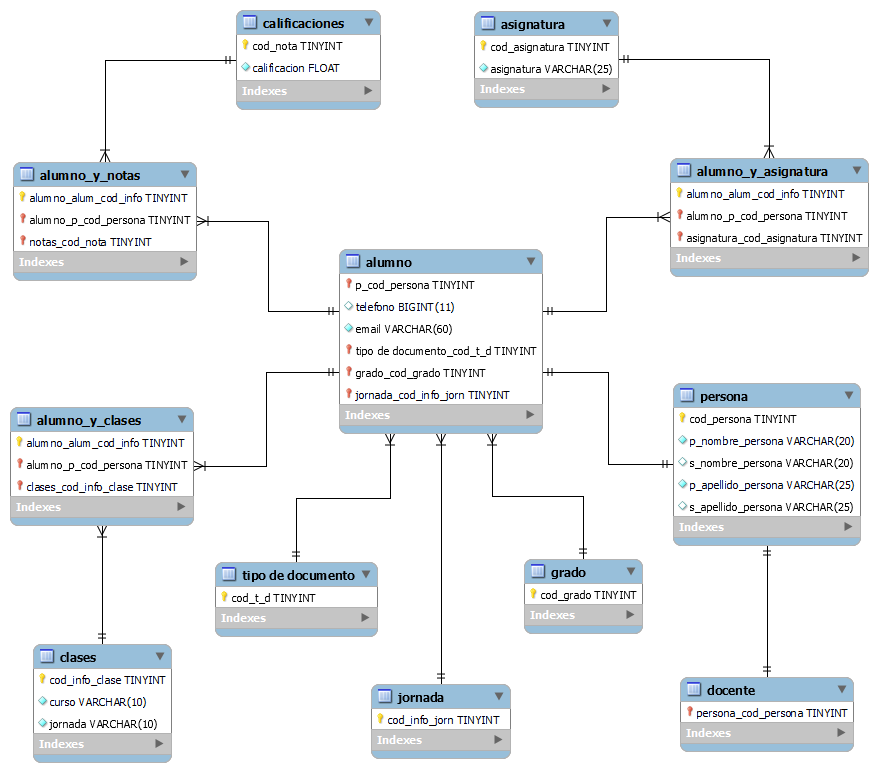 calificaciones
cod_nota TINYINT
calificacion FLOAT
Indexes
asignatura
cod_asignatura TINYINT
asignatura VARCHAR(25)
Indexes
alumno_y_notas
alumno_alum_cod_info TINYINT
alumno_p_cod_persona TINYINT
notas_cod_nota TINYINT
Indexes
alumno_y_asignatura
alumno_alum_cod_info TINYINT
alumno_p_cod_persona TINYINT
asignatura_cod_asignatura TINYINT
Indexes
alumno
p_cod_persona TINYINT
telefono BIGINT(11)
email VARCHAR(60)
tipo de documento_cod_t_d TINYINT
grado_cod_grado TINYINT
jornada_cod_info_jorn TINYINT
Indexes
alumno_y_clases
alumno_alum_cod_info TINYINT
alumno_p_cod_persona TINYINT
clases_cod_info_clase TINYINT
Indexes
persona
cod_persona TINYINT
p_nombre_persona VARCHAR(20)
s_nombre_persona VARCHAR(20)
p_apellido_persona VARCHAR(25)
s_apellido_persona VARCHAR(25)
Indexes
tipo de documento
cod_t_d TINYINT
Indexes
grado
cod_grado TINYINT
Indexes
clases
cod_info_clase TINYINT
curso VARCHAR(10)
jornada VARCHAR(10)
Indexes
jornada
cod_info_jorn TINYINT
Indexes
docente
persona_cod_persona TINYINT
Indexes